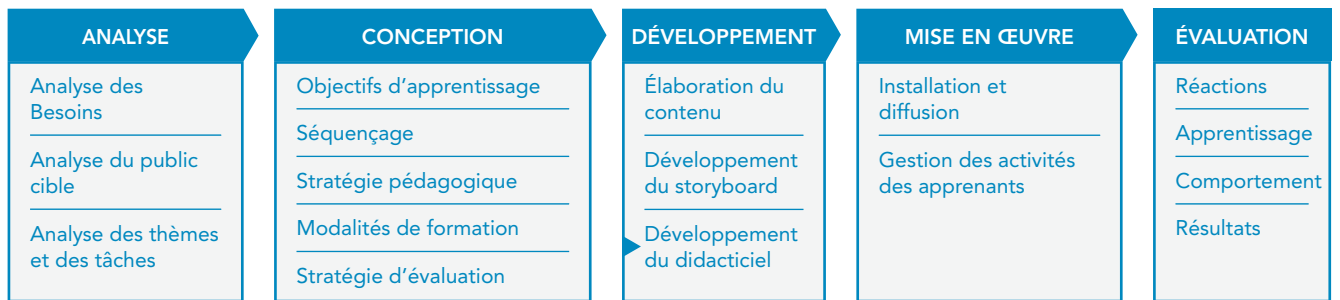 ANALYSE
Analyse des
Besoins
Analyse du public
cible
Analyse des thèmes
et des tâches
CONCEPTION
Objectifs d'apprentissage
Séquençage
Stratégie pédagogique
Modalités de formation
Stratégie d'évaluation
DÉVELOPPEMENT
Élaboration du
contenu
Développement
du storyboard
Développement
du didacticiel
MISE EN ŒUVRE
Installation et
diffusion
Gestion des activités
des apprenants
ÉVALUATION
Réactions
Apprentissage
Comportement
Résultats